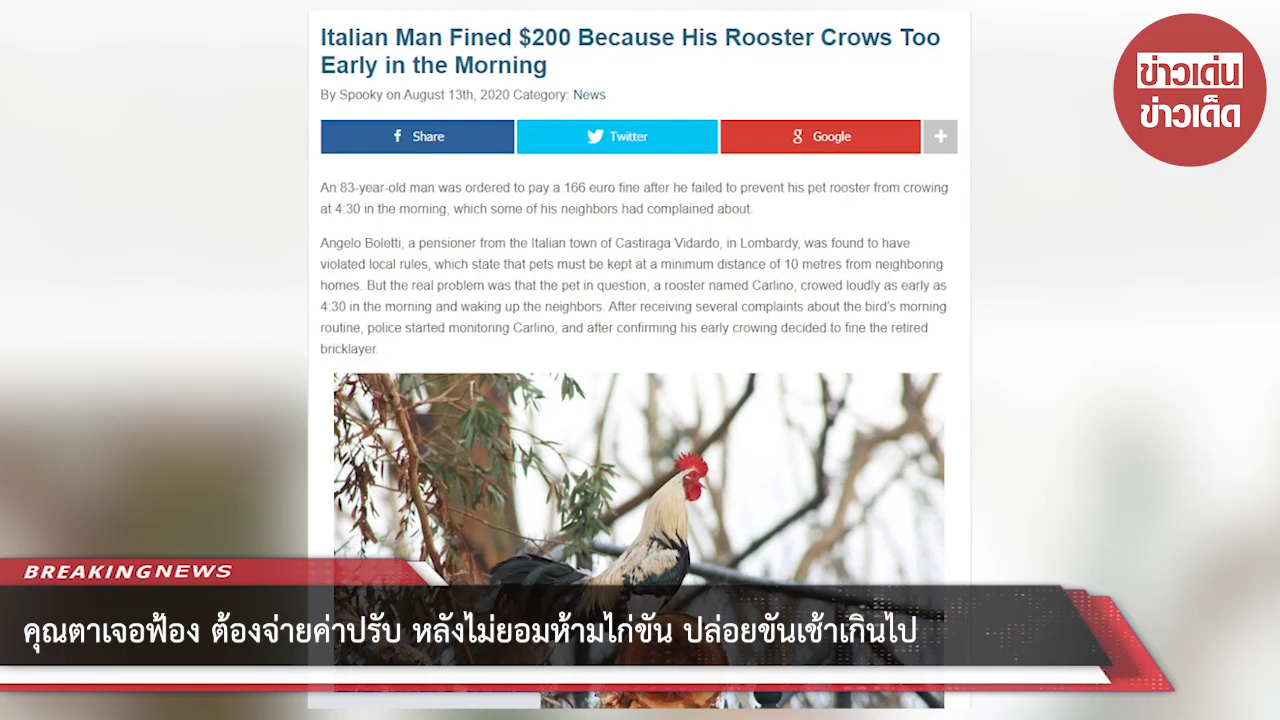 Italian Man Fined $200 Because His Rooster Crows Too
Early in the Morning
By Spooky on August 13th, 2020 Category: News
Share
Twitter
Google
+
An 83-year-old man was ordered to pay a 166 euro fine after he failed to prevent his pet rooster from crowing
at 4:30 in the morning, which some of his neighbors had complained about.
Angelo Boletti, a pensioner from the Italian town of Castiraga Vidardo, in Lombardy, was found to have
violated local rules, which state that pets must be kept at a minimum distance of 10 metres from neighboring
homes. But the real problem was that the pet in question, a rooster named Carlino, crowed loudly as early as
4:30 in the morning and waking up the neighbors. After receiving several complaints about the bird's morning
routine, police started monitoring Carlino, and after confirming his early crowing decided to fine the retired
bricklayer.
ข่าวเด่น
ข่าวเด็ด
BREAKING NEWS
คุณตาเจอฟ้อง ต้องจ่ายค่าปรับ หลังไม่ยอมห้ามไก่ขัน ปล่อยขันเช้าเกินไป